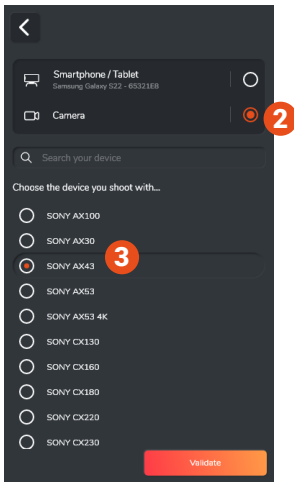 Smartphone / Tablet
Samsung Galaxy S22 - 65321EB
Camera
2
Search your device
Choose the device you shoot with...
SONY AX100
SONY AX30
SONY AX43
3
SONY AX53
SONY AX53 4K
SONY CX130
SONY CX160
SONY CX180
SONY CX220
SONY CX230
Validate